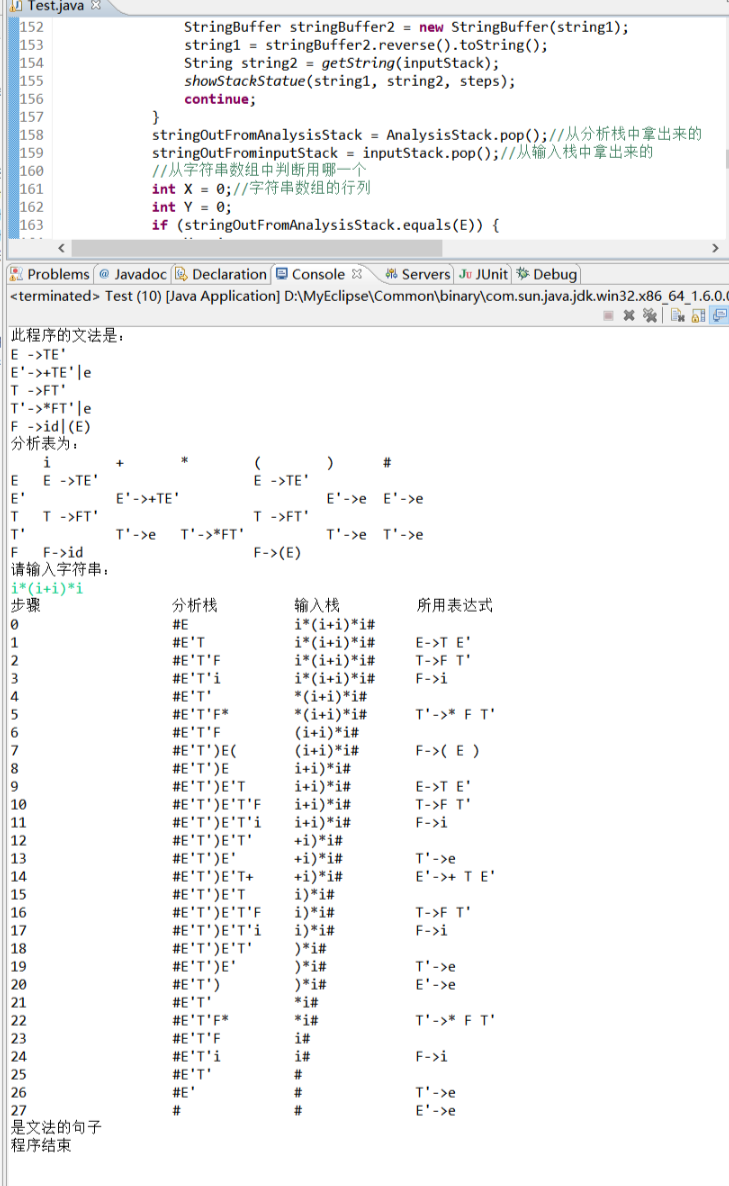 Test.java
152 StringBuffer stringBuffer2 = new StringBuffer(string1);
153 string1 = stringBuffer2.reverse().toString();
154 String string2 = getString(inputStack);
155 showStackStatue(string1, string2, steps);
156 continue;
157 }
158 stringOutFromAnalysisStack = AnalysisStack.pop();//从分析栈中拿出来的
159 stringOutFrominputStack = inputStack.pop();//从输入栈中拿出来的
160 //从字符串数组中判断用哪一个
161 int X = 0;//字符串数组的行列
162 int Y = 0;
163 if (stringOutFromAnalysisStack.equals(E)) {
Problems @ Javadoc Declaration Console Servers JUnit Debug
<terminated> Test (10) [Java Application] D:\MyEclipse\Common\binary\com.sun.java.jdk.win32.x86_64_1.6.0.0
此程序的文法是:
E ->TE'
E'->+TE'|e
T ->FT'
T'->*FT'|e
F ->id|(E)
分析表为:
i + * ( ) #
E E ->TE' E ->TE'
E' E'->+TE' E'->e E'->e
T T ->FT' T ->FT'
T' T'->e T'->*FT' T'->e T'->e
F F->id F->(E)
请输入字符串:
i*(i+i)*i
步骤 分析栈 输入栈 所用表达式
0 #E i*(i+i)*i#
1 #E'T i*(i+i)*i# E->T E'
2 #E'T'F i*(i+i)*i# T->F T'
3 #E'T'i i*(i+i)*i# F->i
4 #E'T' *(i+i)*i#
5 #E'T'F* *(i+i)*i# T'->* F T'
6 #E'T'F (i+i)*i#
7 #E'T')E( (i+i)*i# F->( E )
8 #E'T')E i+i)*i#
9 #E'T')E'T i+i)*i# E->T E'
10 #E'T')E'T'F i+i)*i# T->F T'
11 #E'T')E'T'i i+i)*i# F->i
12 #E'T')E'T' +i)*i#
13 #E'T')E' +i)*i# T'->e
14 #E'T')E'T+ +i)*i# E'->+ T E'
15 #E'T')E'T i)*i#
16 #E'T')E'T'F i)*i# T->F T'
17 #E'T')E'T'i i)*i# F->i
18 #E'T')E'T' )*i#
19 #E'T')E' )*i# T'->e
20 #E'T') )*i# E'->e
21 #E'T' *i#
22 #E'T'F* *i# T'->* F T'
23 #E'T'F i#
24 #E'T'i i# F->i
25 #E'T' #
26 #E' # T'->e
27 # # E'->e
是文法的句子
程序结束